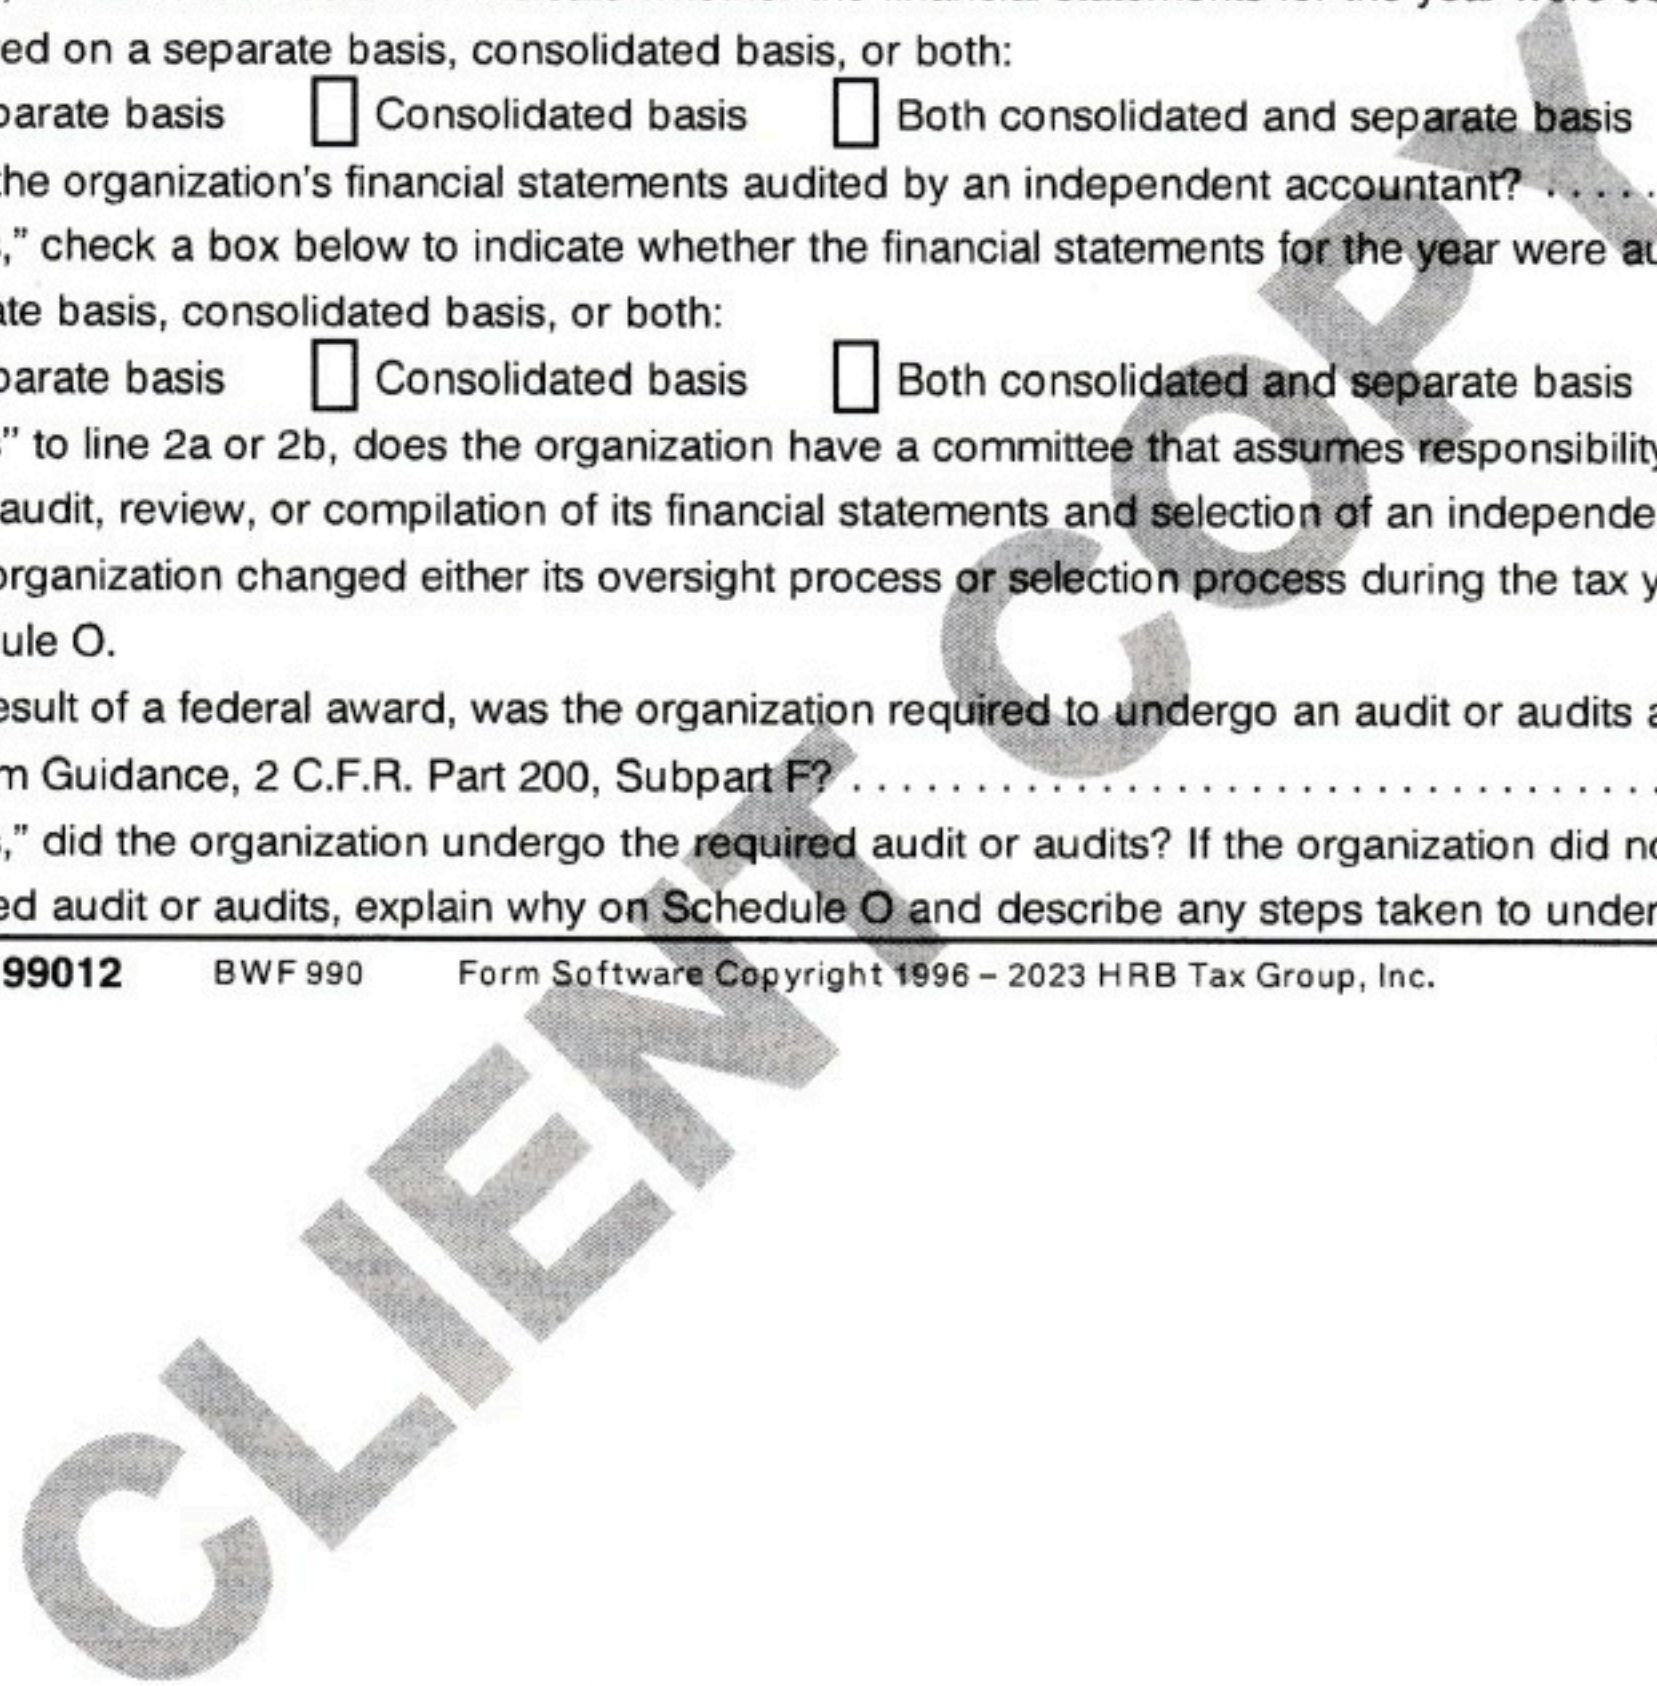 ed on a separate basis, consolidated basis, or both:
parate basis Consolidated basis Both consolidated and separate basis
the organization's financial statements audited by an independent accountant? . . . . .
," check a box below to indicate whether the financial statements for the year were au
ate basis, consolidated basis, or both:
parate basis Consolidated basis Both consolidated and separate basis
" to line 2a or 2b, does the organization have a committee that assumes responsibility
audit, review, or compilation of its financial statements and selection of an independe
organization changed either its oversight process or selection process during the tax y
ule O.
esult of a federal award, was the organization required to undergo an audit or audits a
m Guidance, 2 C.F.R. Part 200, Subpart F? . . . . . . . . . . . . . . . . . . . . . . . . . . . . . . . . .
," did the organization undergo the required audit or audits? If the organization did no
ed audit or audits, explain why on Schedule O and describe any steps taken to under
99012 BWF 990 Form Software Copyright 1996 – 2023 HRB Tax Group, Inc.
CLIENT COPY